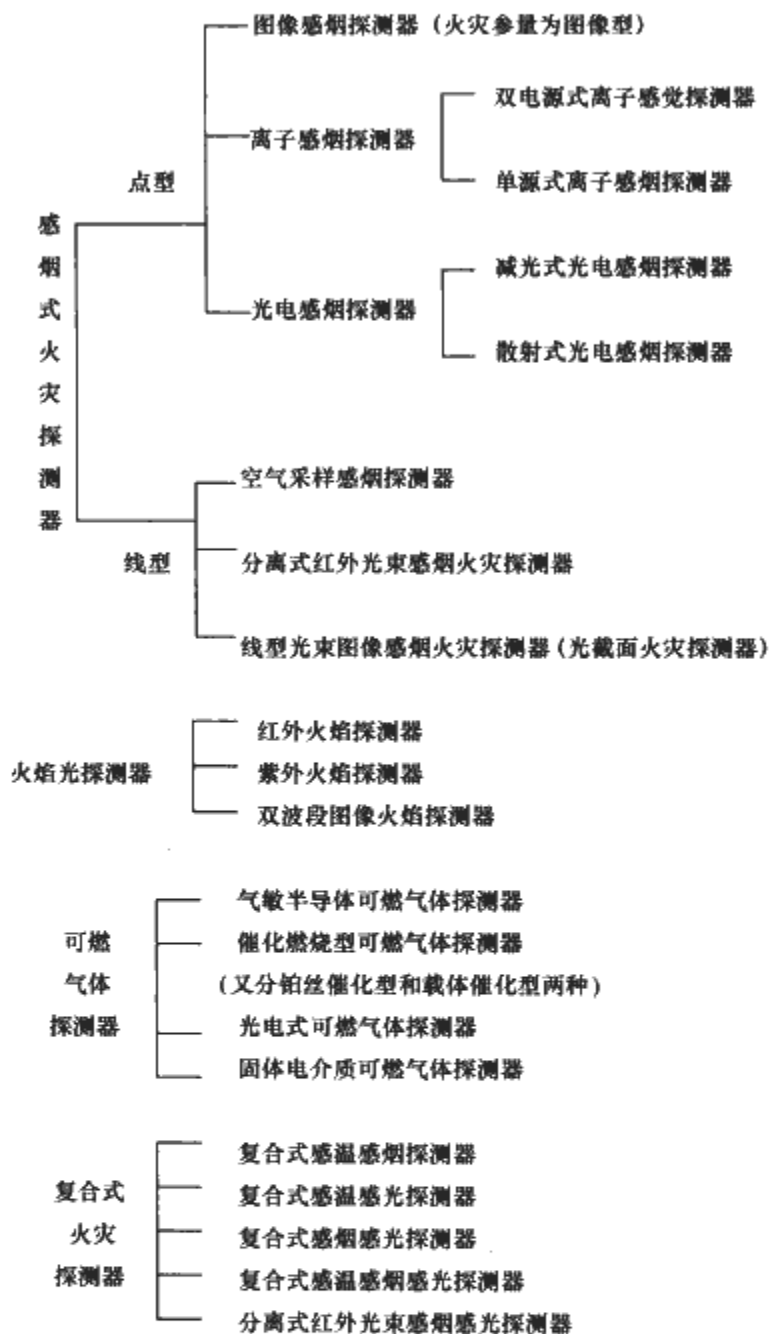 图像感烟探测器（火灾参量为图像型）
双电源式离子感觉探测器
离子感烟探测器
点型
单源式离子感烟探测器
感烟式火灾探测器
减光式光电感烟探测器
光电感烟探测器
散射式光电感烟探测器
空气采样感烟探测器
线型
分离式红外光束感烟火灾探测器
线型光束图像感烟火灾探测器(光截面火灾探测器)
红外火焰探测器
火焰光探测器
紫外火焰探测器
双波段图像火焰探测器
气敏半导体可燃气体探测器
可燃
催化燃烧型可燃气体探测器
气体
(又分铂丝催化型和载体催化型两种)
探测器
光电式可燃气体探测器
固体电介质可燃气体探测器
复合式感温感烟探测器
复合式
复合式感温感光探测器
火灾
复合式感烟感光探测器
探测器
复合式感温感烟感光探测器
分离式红外光束感烟感光探测器